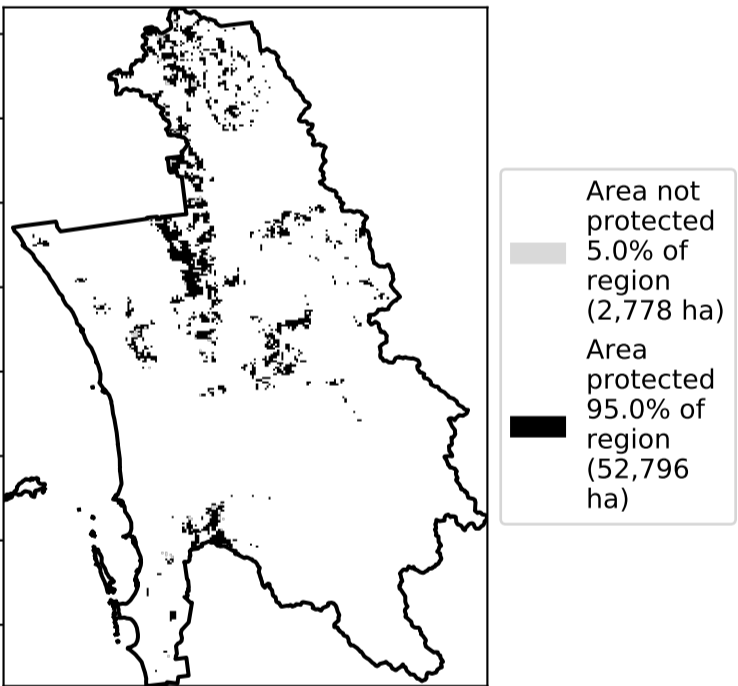 Area not
protected
5.0% of
region
(2,778 ha)
Area
protected
95.0% of
region
(52,796
ha)